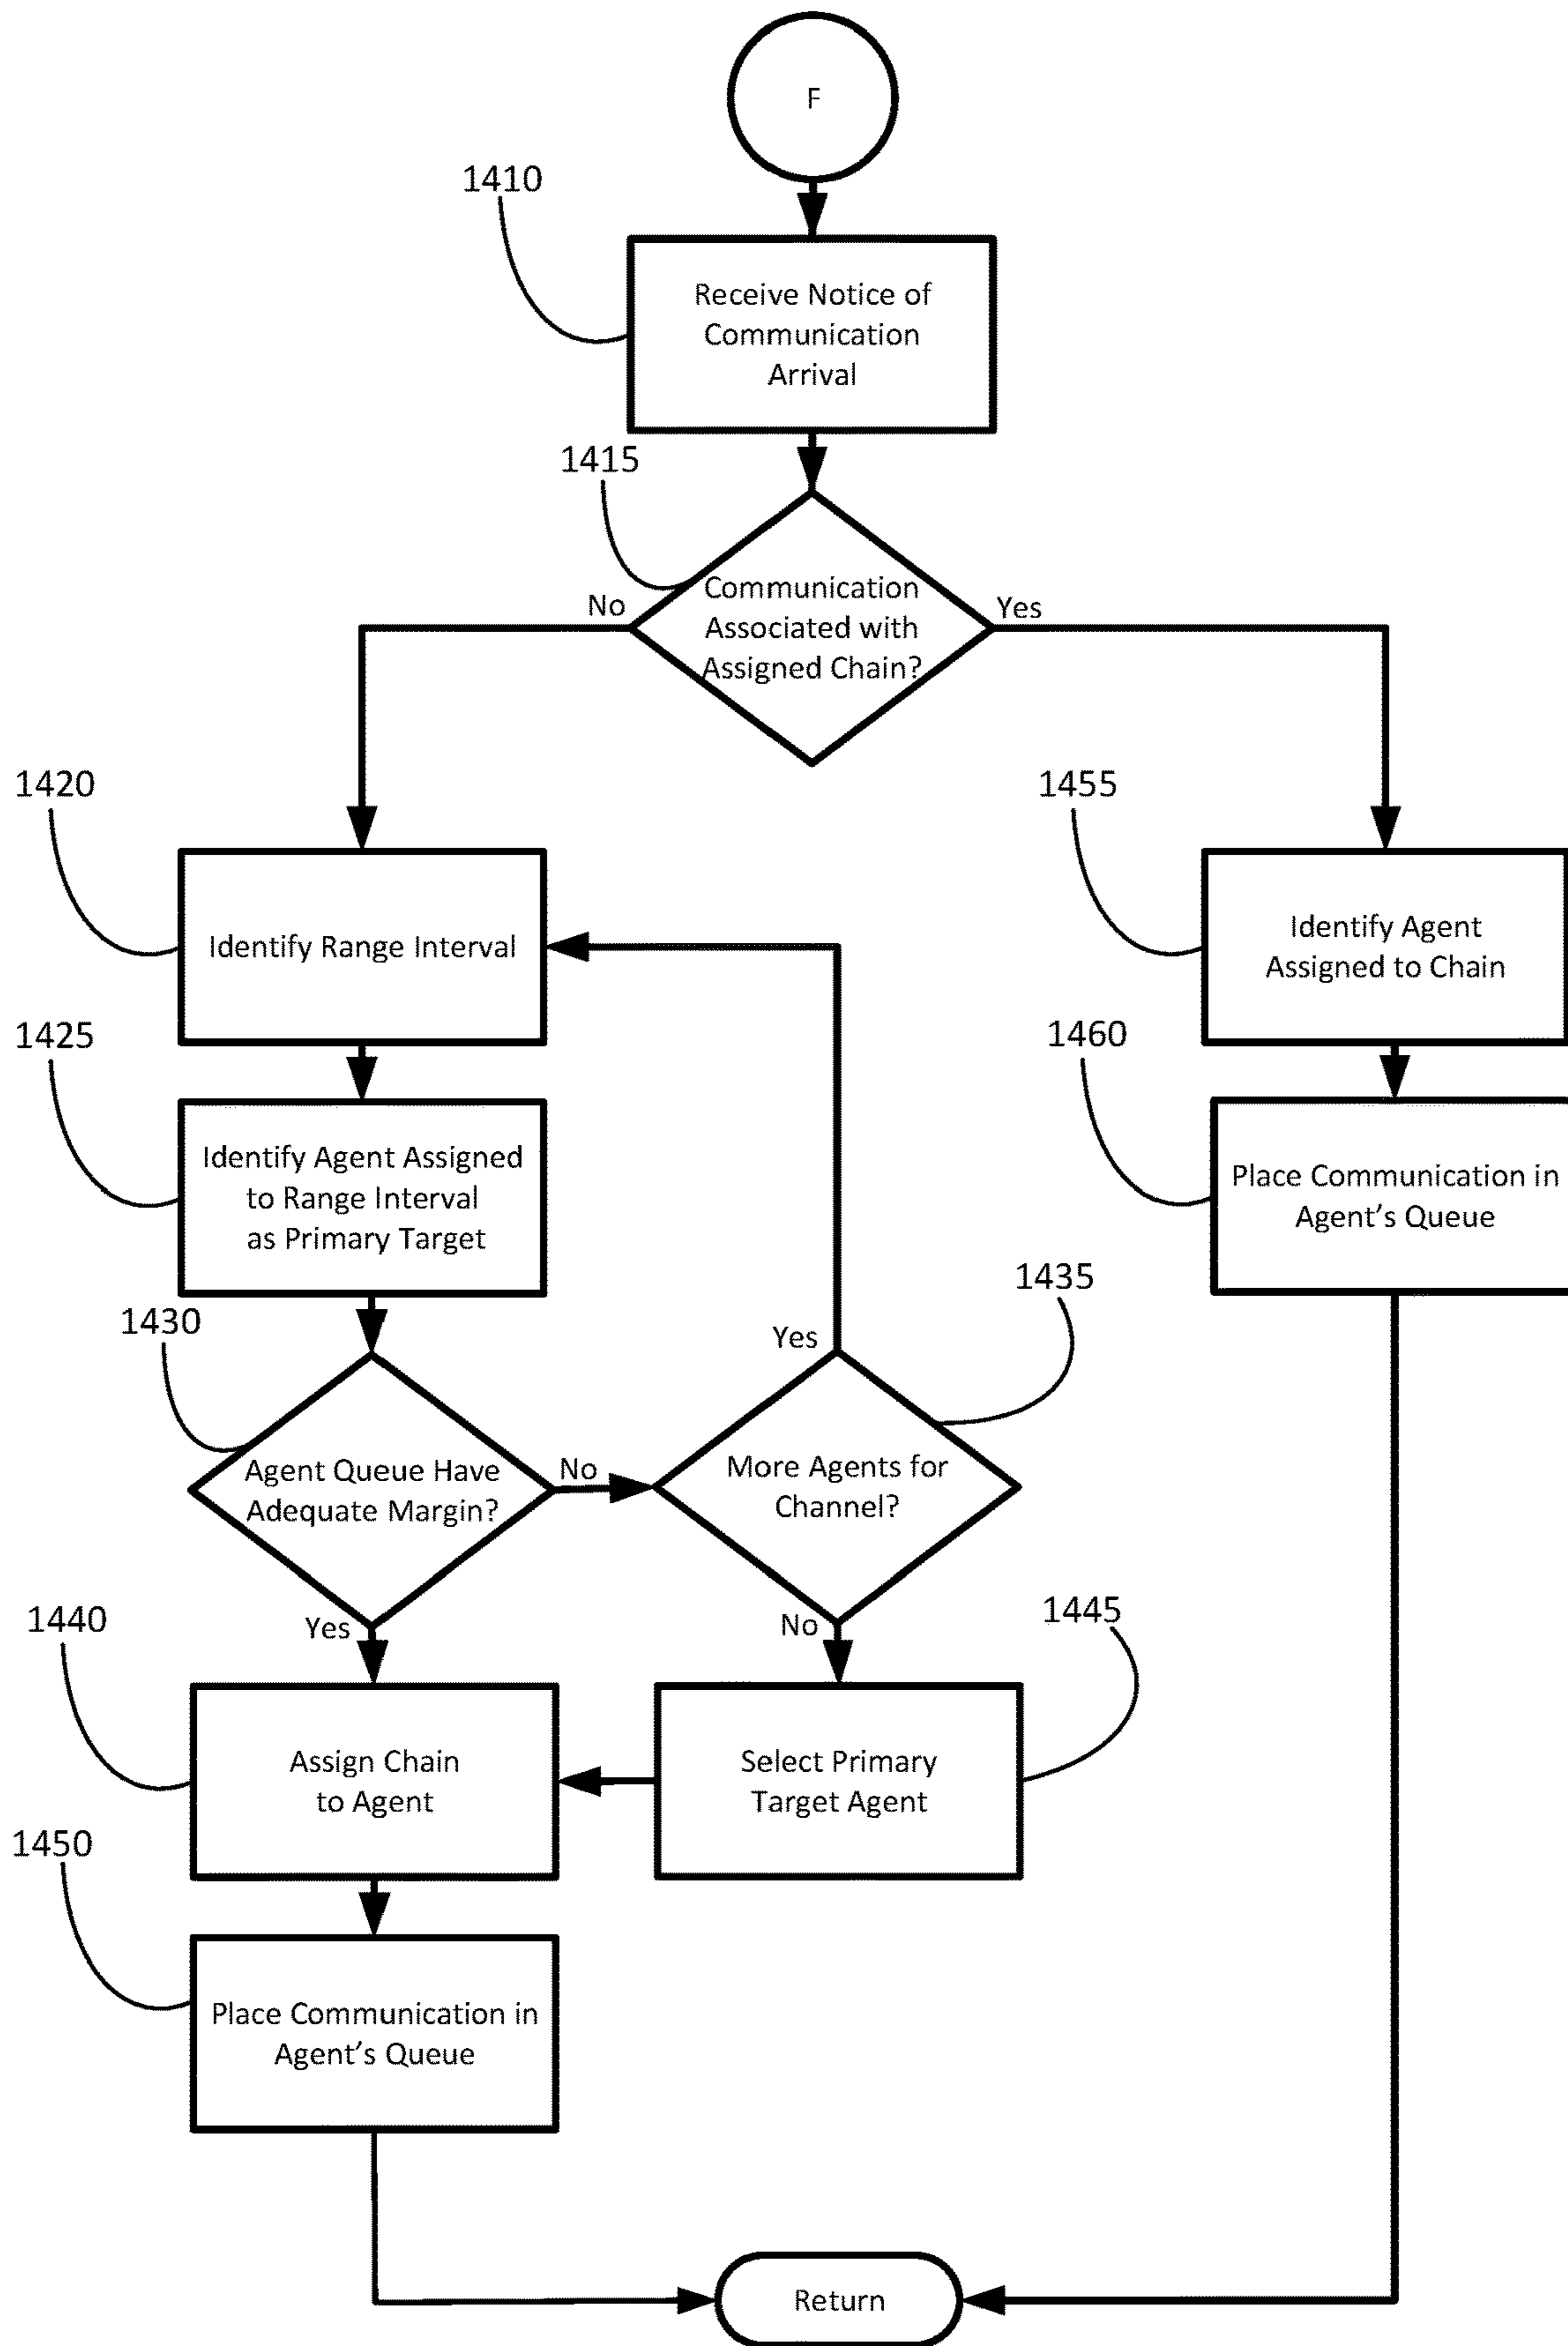 F
1410
Receive Notice of
Communication
Arrival
1415
Communication
Associated with
Assigned Chain?
No
Yes
1420
Identify Range Interval
1455
Identify Agent
Assigned to Chain
1425
Identify Agent Assigned
to Range Interval
as Primary Target
1460
Place Communication in
Agent's Queue
1430
Agent Queue Have
Adequate Margin?
No
Yes
1435
More Agents for
Channel?
Yes
No
1440
Assign Chain
to Agent
1445
Select Primary
Target Agent
1450
Place Communication in
Agent's Queue
Return